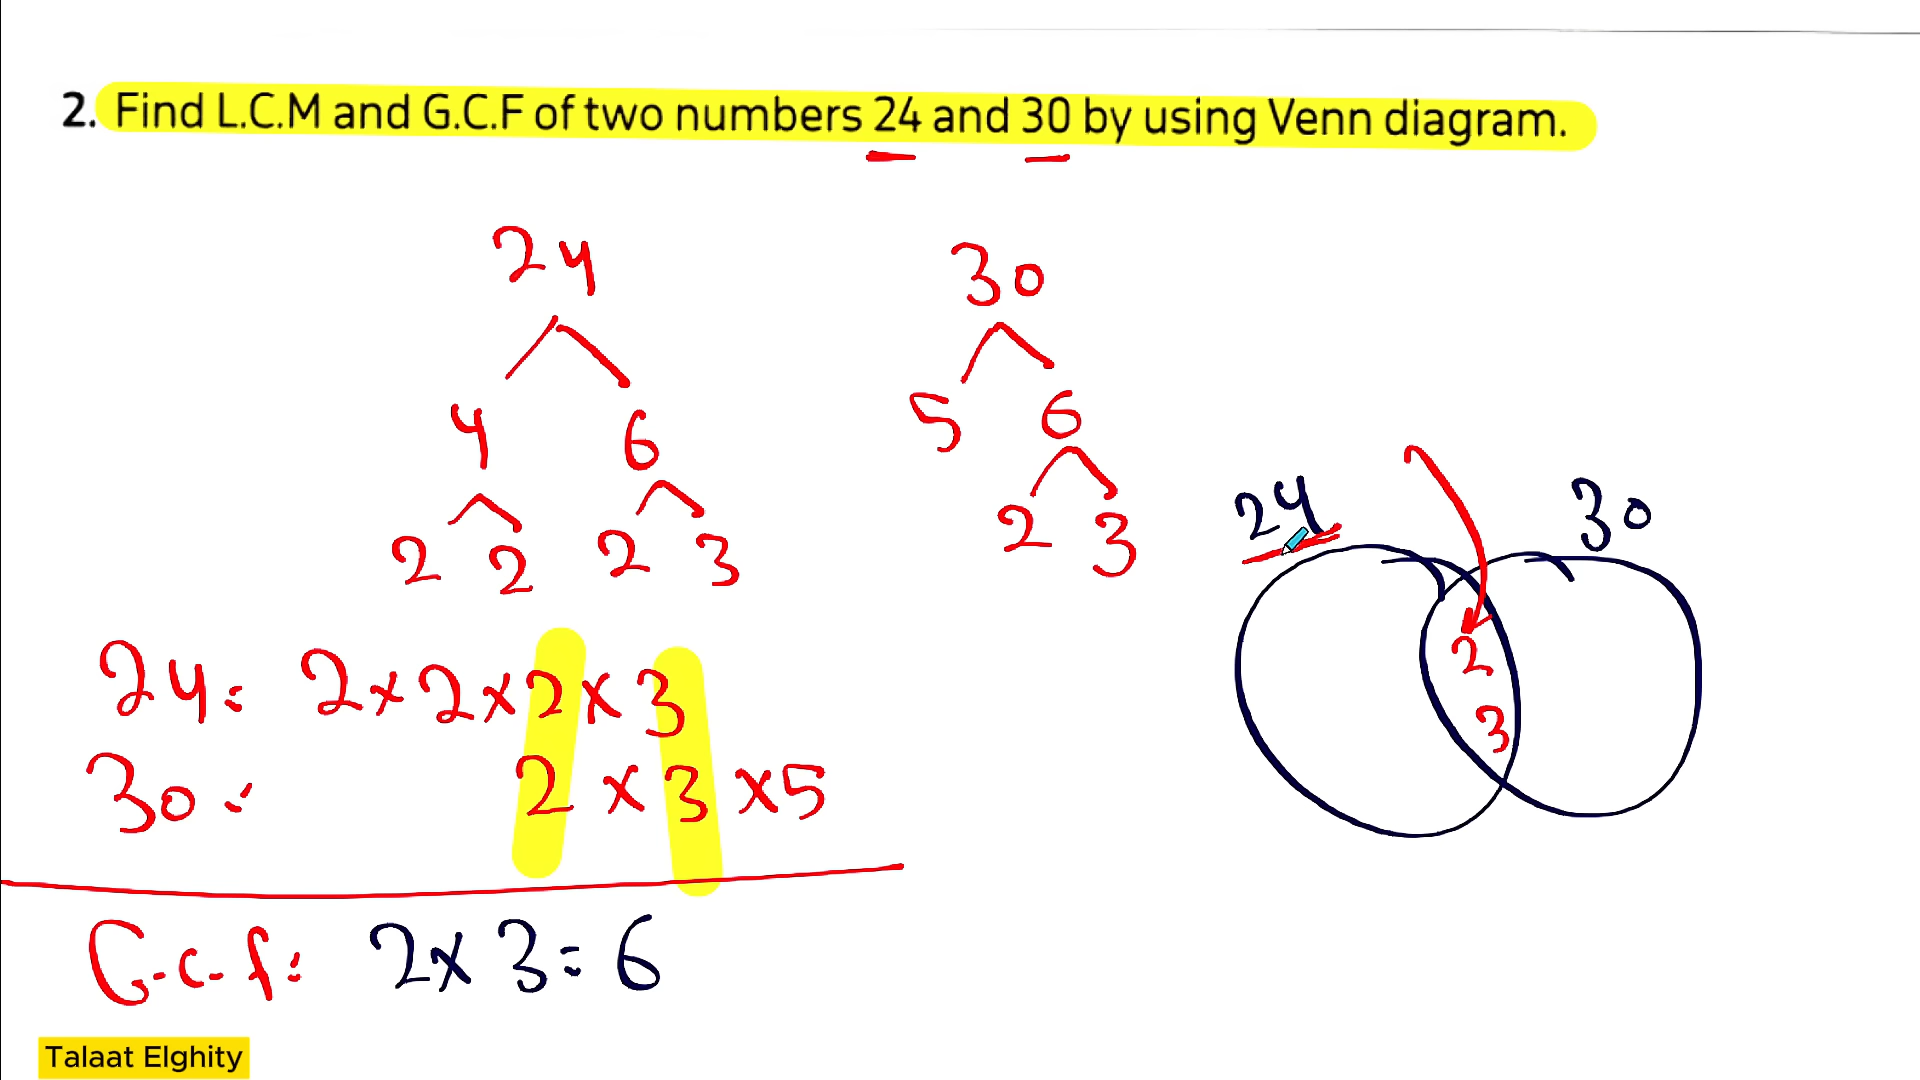 2. Find L.C.M and G.C.F of two numbers 24 and 30 by using Venn diagram.
24
30
4
6
5
6
2 2 2 3
2 3
24 = 2 × 2 × 2 × 3
30 = 2 × 3 × 5
G.c.f = 2 × 3 = 6
24
30
2
3
Talaat Elghity